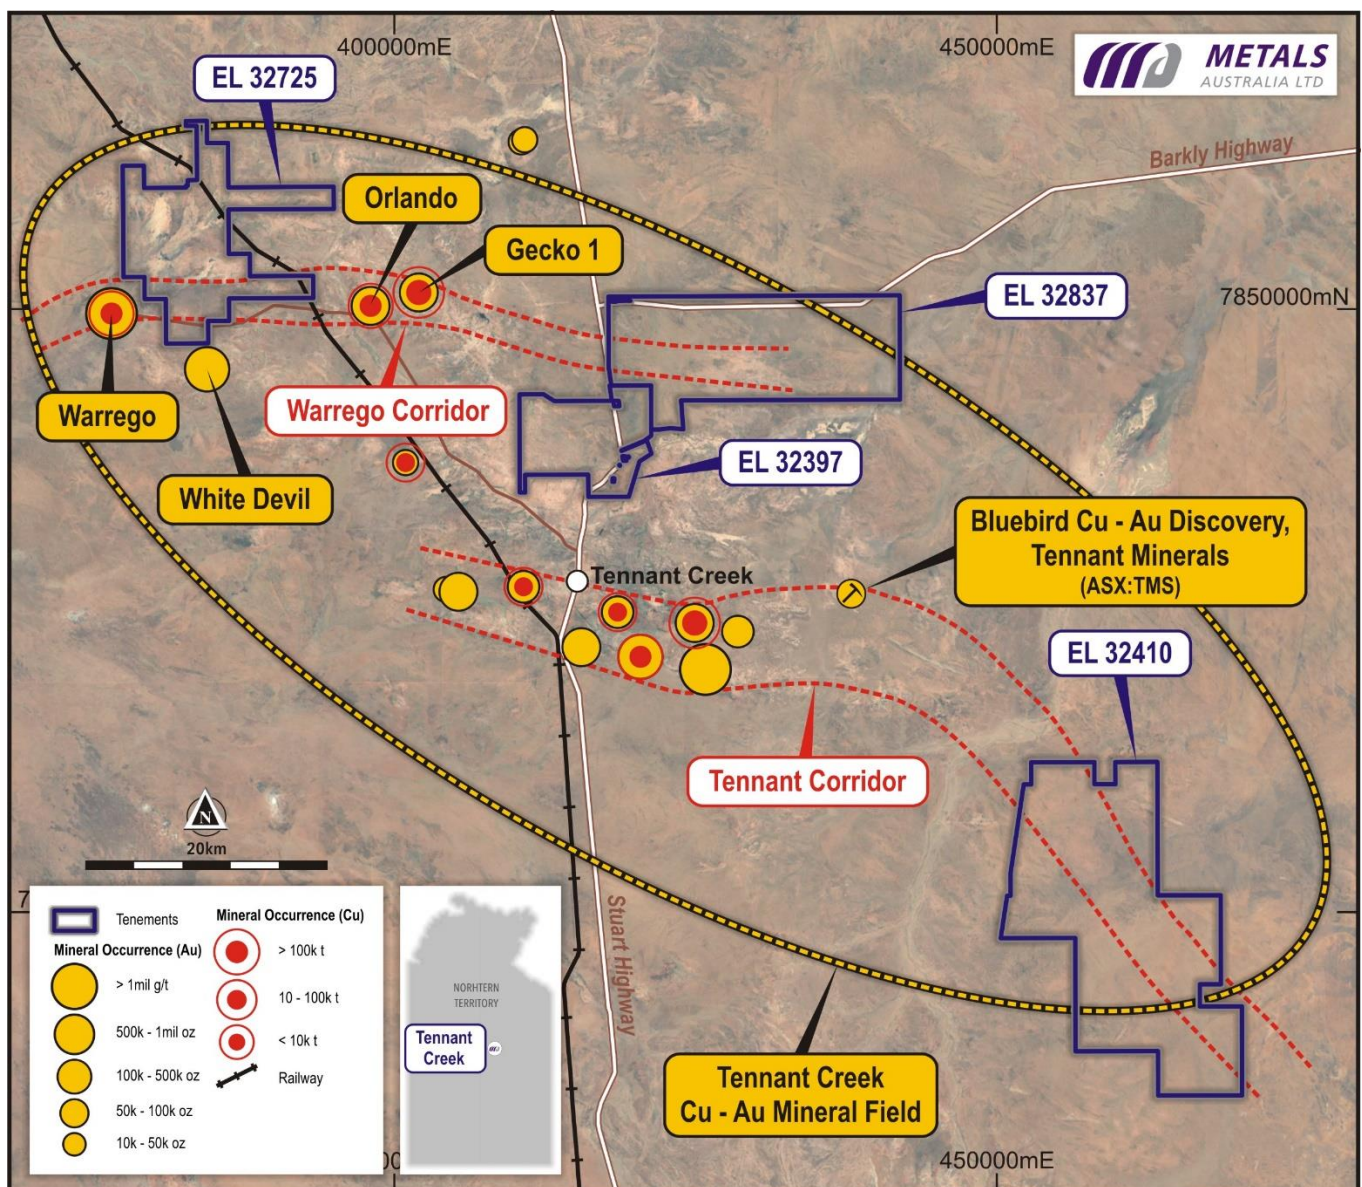 400000mE
450000mE
METALS
AUSTRALIA LTD
EL 32725
Barkly Highway
Orlando
Gecko 1
EL 32837
7850000mN
Warrego
Warrego Corridor
White Devil
EL 32397
Bluebird Cu - Au Discovery,
Tennant Minerals
(ASX:TMS)
Tennant Creek
EL 32410
Tennant Corridor
N
20km
Stuart Highway
Tenements
Mineral Occurrence (Au)
> 1mil g/t
500k - 1mil oz
100k - 500k oz
50k - 100k oz
10k - 50k oz
Mineral Occurrence (Cu)
> 100k t
10 - 100k t
< 10k t
Railway
NORHTERN
TERRITORY
Tennant
Creek
Tennant Creek
Cu - Au Mineral Field
450000mE